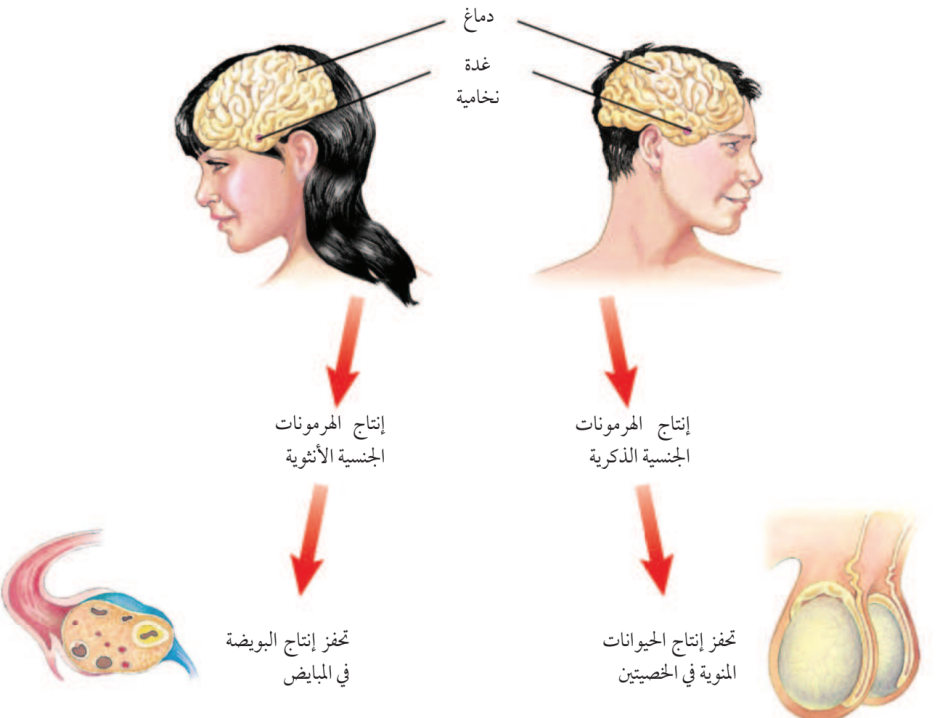 دماغ
غدة
نخامية
إنتاج الهرمونات
الجنسية الذكرية
إنتاج الهرمونات
الجنسية الأنثوية
تحفز إنتاج الحيوانات
المنوية في الخصيتين
تحفز إنتاج البويضة
في المبايض